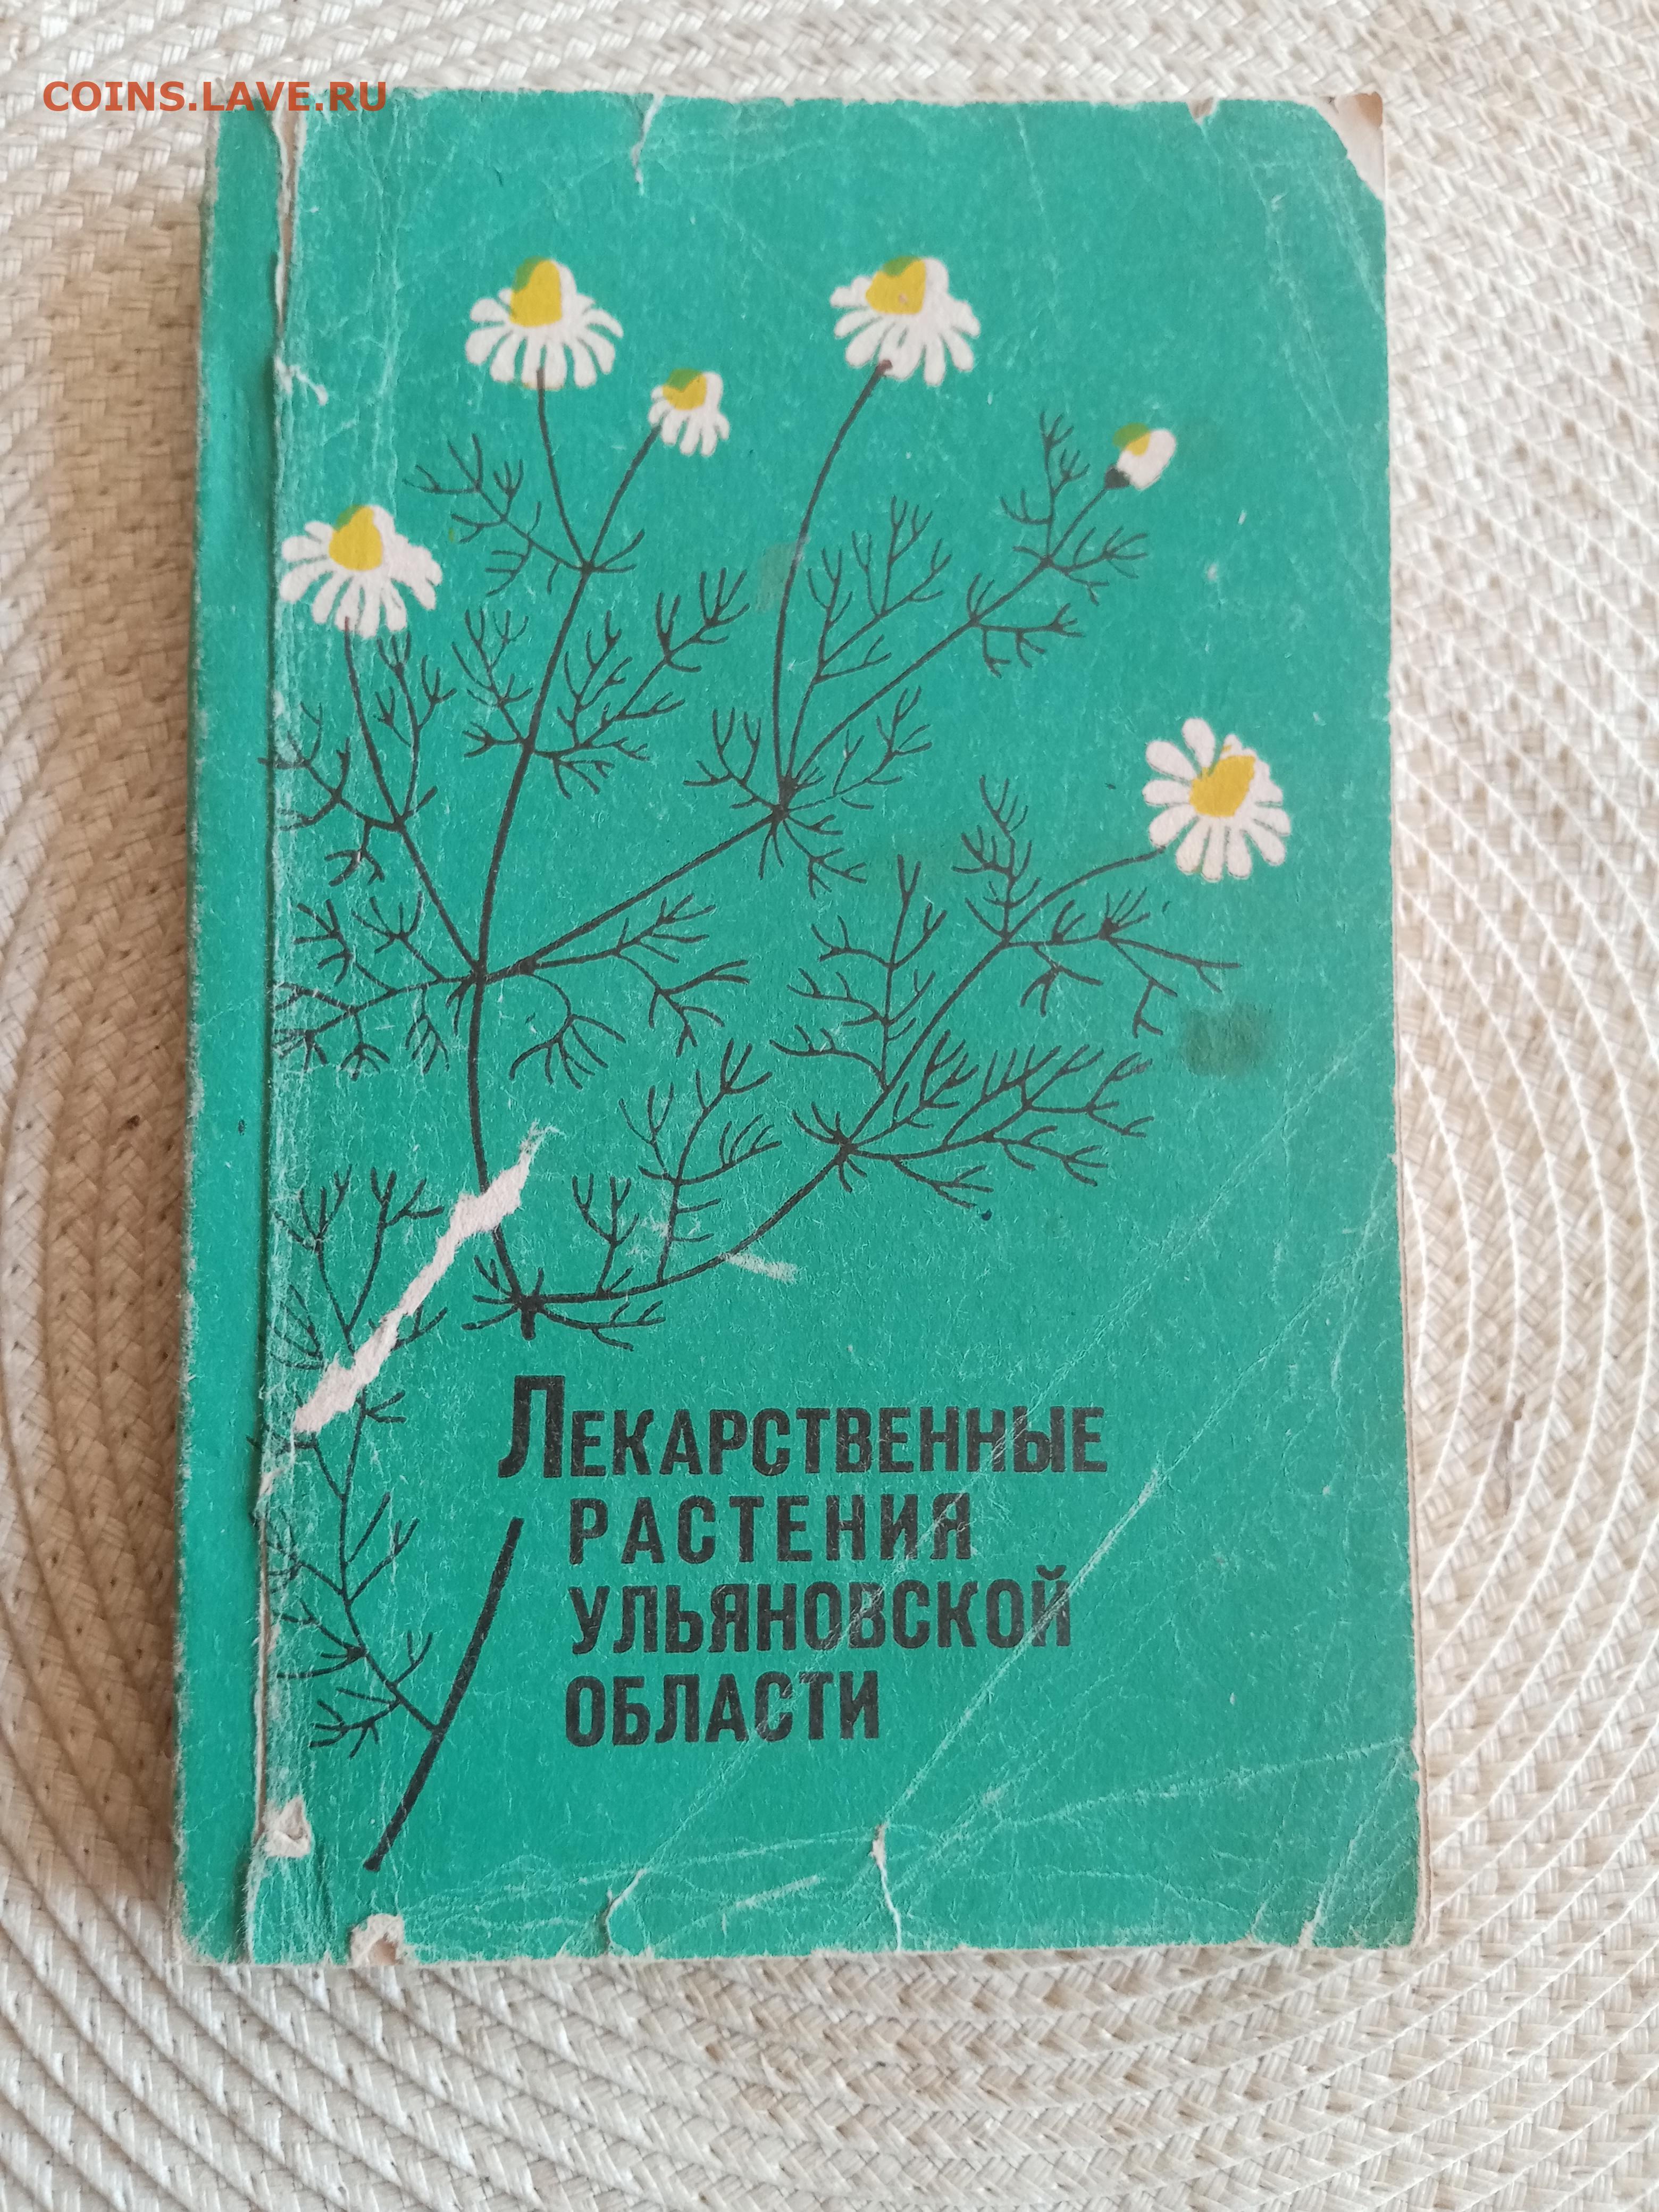 COINS.LAVE.RU
ЛЕКАРСТВЕННЫЕ
РАСТЕНИЯ
УЛЬЯНОВСКОЙ
ОБЛАСТИ